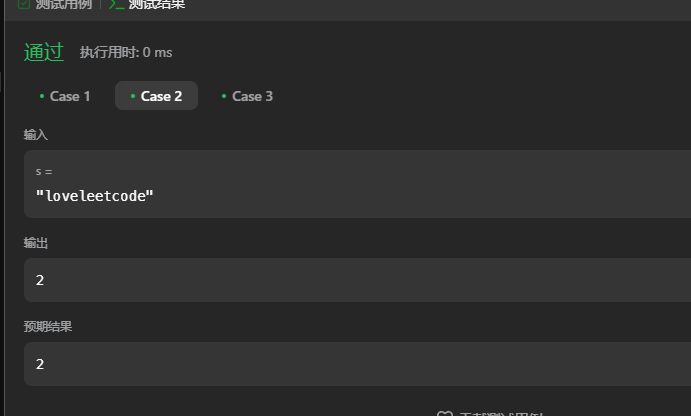 测试用例 测试结果
通过 执行用时: 0 ms
Case 1 Case 2 Case 3
输入
s =
"loveleetcode"
输出
2
预期结果
2